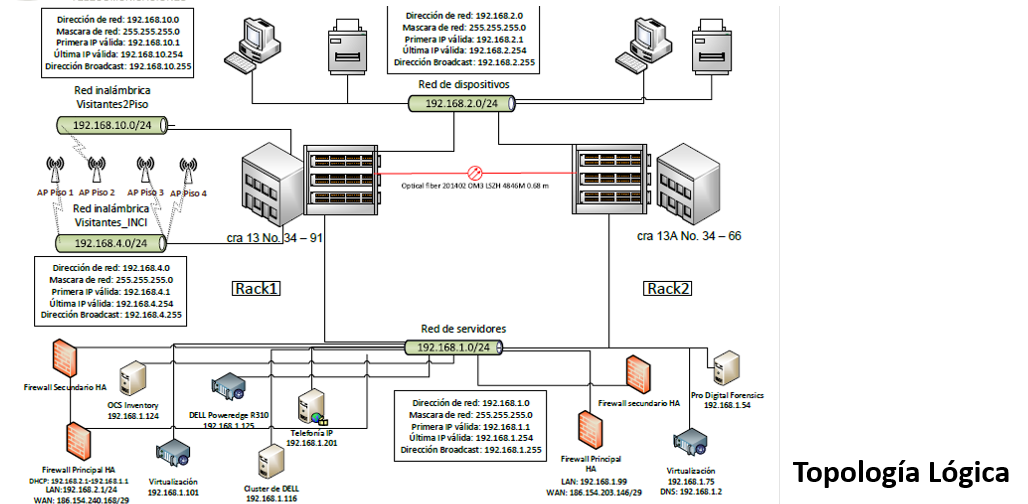 Dirección de red: 192.168.10.0
Mascara de red: 255.255.255.0
Primera IP válida: 192.168.10.1
Última IP válida: 192.168.10.254
Dirección Broadcast: 192.168.10.255
Dirección de red: 192.168.2.0
Mascara de red: 255.255.255.0
Primera IP válida: 192.168.2.1
Última IP válida: 192.168.2.254
Dirección Broadcast: 192.168.2.255
Red inalámbrica
Visitantes2Piso
192.168.10.0/24
Red de dispositivos
192.168.2.0/24
AP Piso 1
AP Piso 2
AP Piso 3
AP Piso 4
Optical fiber 201402 OM3 LSZH 4846M 0.68 m
Red inalámbrica
Visitantes_INCI
192.168.4.0/24
cra 13 No. 34 – 91
cra 13A No. 34 – 66
Dirección de red: 192.168.4.0
Mascara de red: 255.255.255.0
Primera IP válida: 192.168.4.1
Última IP válida: 192.168.4.254
Dirección Broadcast: 192.168.4.255
Rack1
Rack2
Red de servidores
192.168.1.0/24
Firewall Secundario HA
OCS Inventory
192.168.1.124
DELL Poweredge R310
192.168.1.125
Telefonía IP
192.168.1.201
Dirección de red: 192.168.1.0
Mascara de red: 255.255.255.0
Primera IP válida: 192.168.1.1
Última IP válida: 192.168.1.254
Dirección Broadcast: 192.168.1.255
Firewall secundario HA
Pro Digital Forensics
192.168.1.54
Firewall Principal HA
DHCP: 192.168.2.1-192.168.1.1
LAN:192.168.2.1/24
WAN: 186.154.240.168/29
Virtualización
192.168.1.101
Cluster de DELL
192.168.1.116
Firewall Principal
HA
LAN:192.168.1.99
WAN: 186.154.203.146/29
Virtualización
192.168.1.75
DNS: 192.168.1.2
Topología Lógica